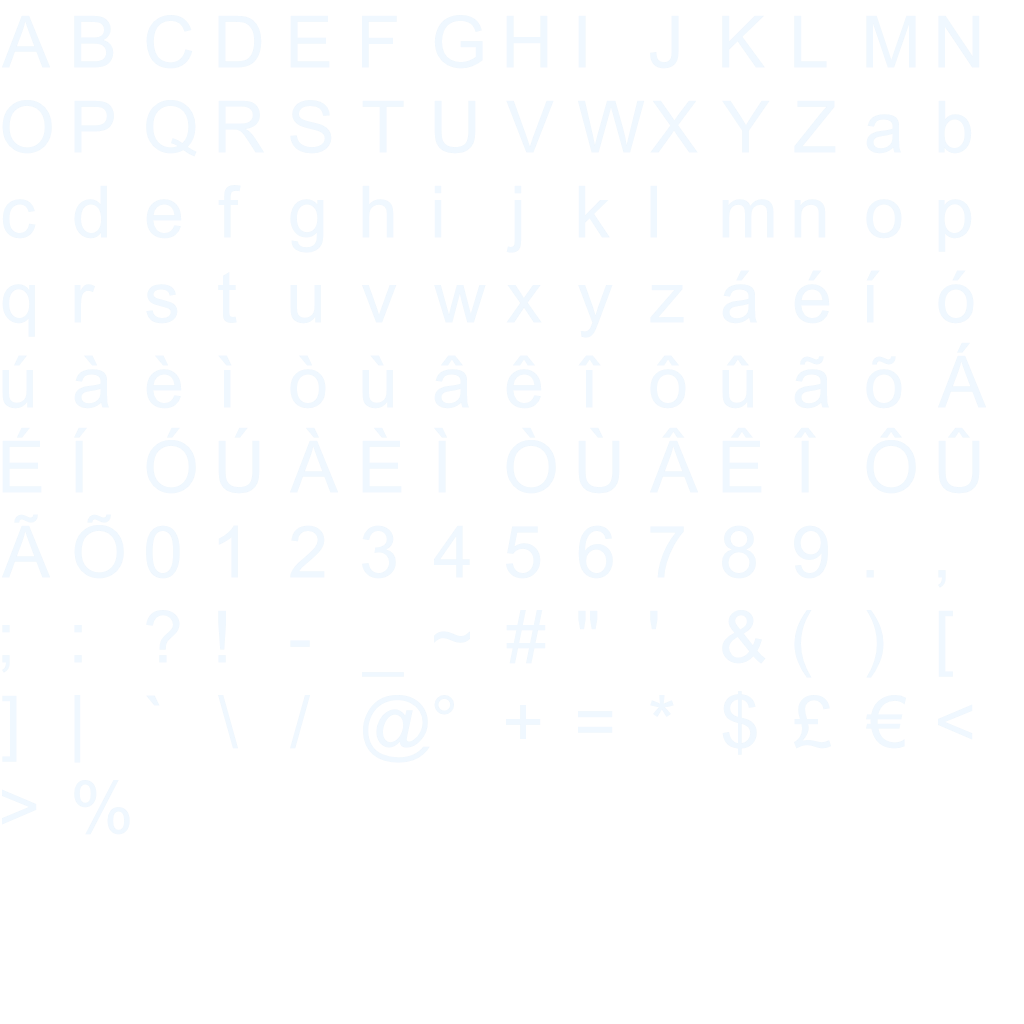 A B C D E F G H I J K L M N
O P Q R S T U V W X Y Z a b
c d e f g h i j k l m n o p
q r s t u v w x y z á é í ó
ú à è ì ò ù â ê î ô û ã õ Á
É Í Ó Ú À È Ì Ò Ù Â Ê Î Ô Û
Ã Õ 0 1 2 3 4 5 6 7 8 9 . ,
; : ? ! - _ ~ # " ' & ( ) [
] | ` \ / @ ° + = * $ £ € <
> %